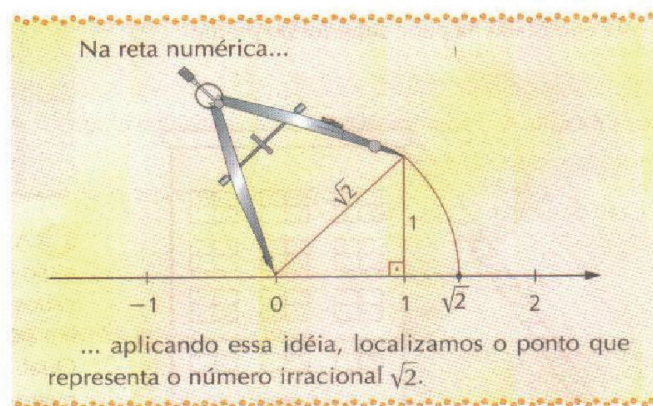 Na reta numérica...
√2
1
−1 0 1 √2 2
... aplicando essa idéia, localizamos o ponto que
representa o número irracional √2.